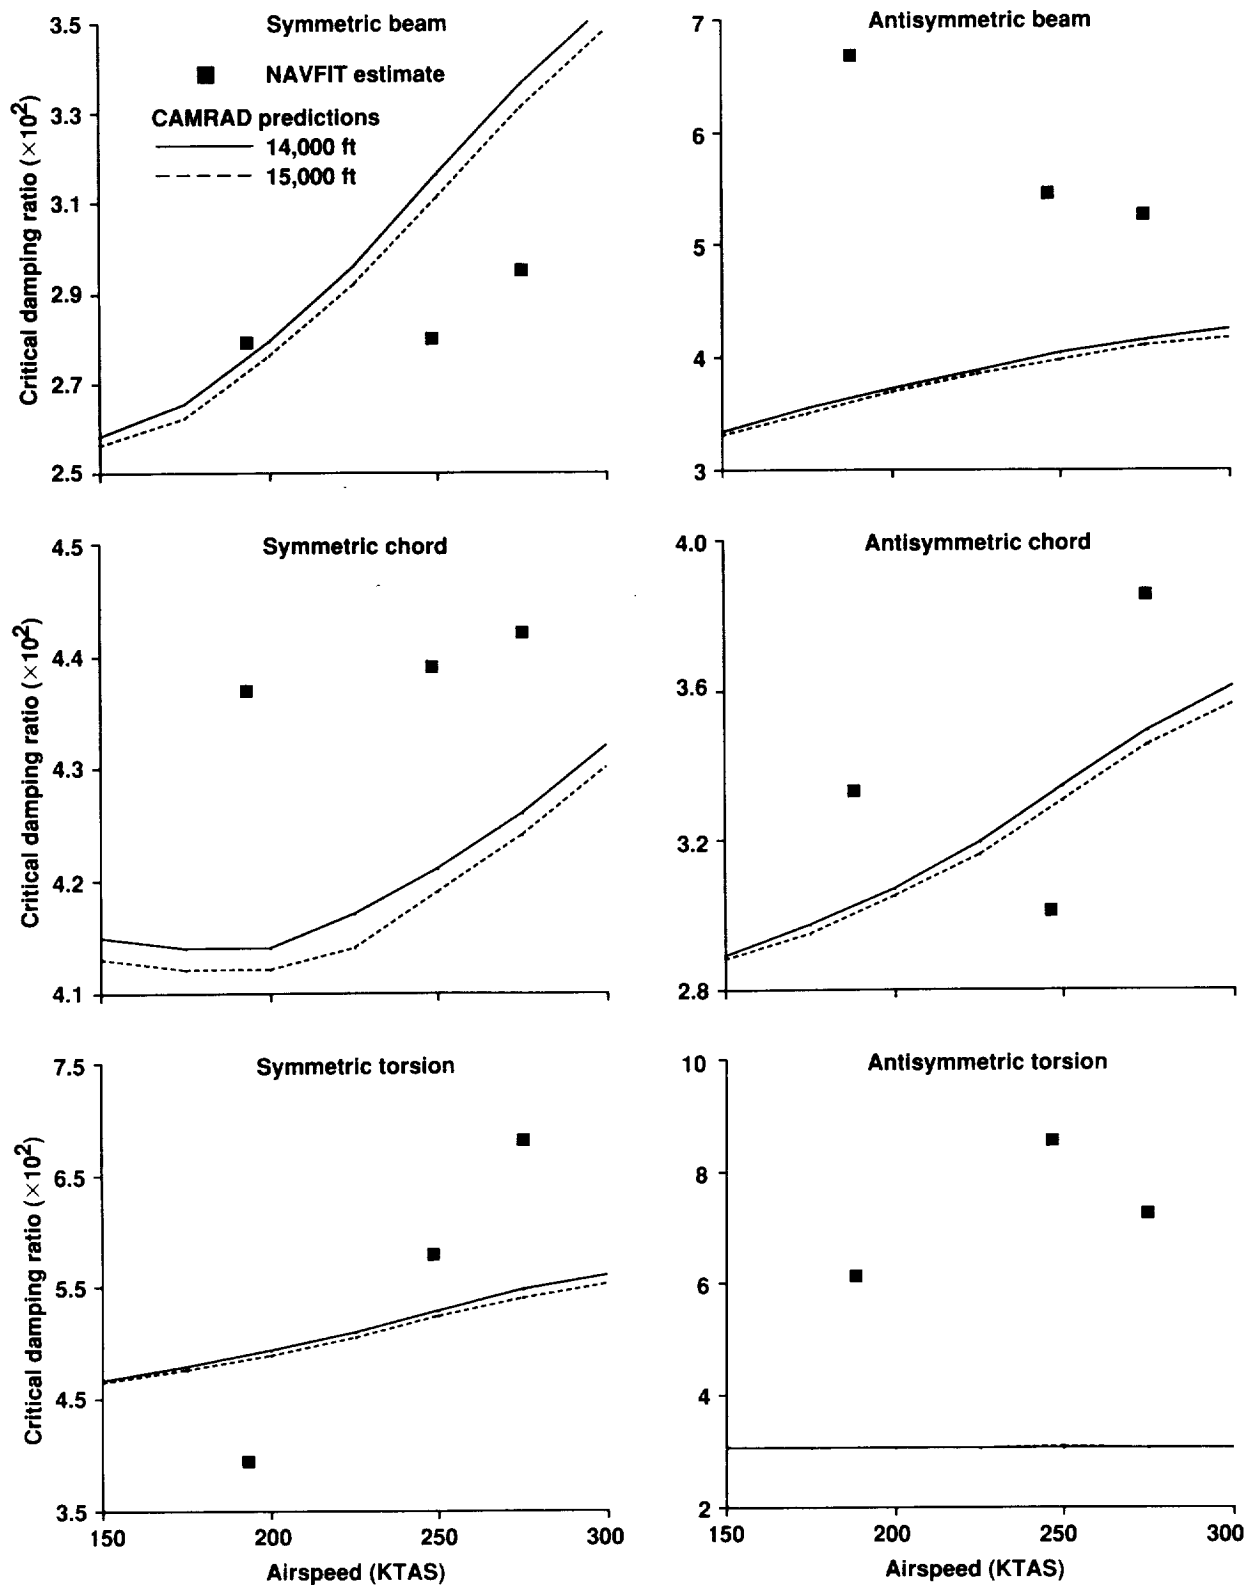 Symmetric beam
NAVFIT estimate
CAMRAD predictions
14,000 ft
15,000 ft
Critical damping ratio (×10²)
3.5
3.3
3.1
2.9
2.7
2.5
200
250
300
Antisymmetric beam
7
6
5
4
3
Symmetric chord
Critical damping ratio (×10²)
4.5
4.4
4.3
4.2
4.1
Antisymmetric chord
4.0
3.6
3.2
2.8
Symmetric torsion
Critical damping ratio (×10²)
7.5
6.5
5.5
4.5
3.5
150
200
250
300
Airspeed (KTAS)
Antisymmetric torsion
10
8
6
4
2
150
200
250
300
Airspeed (KTAS)